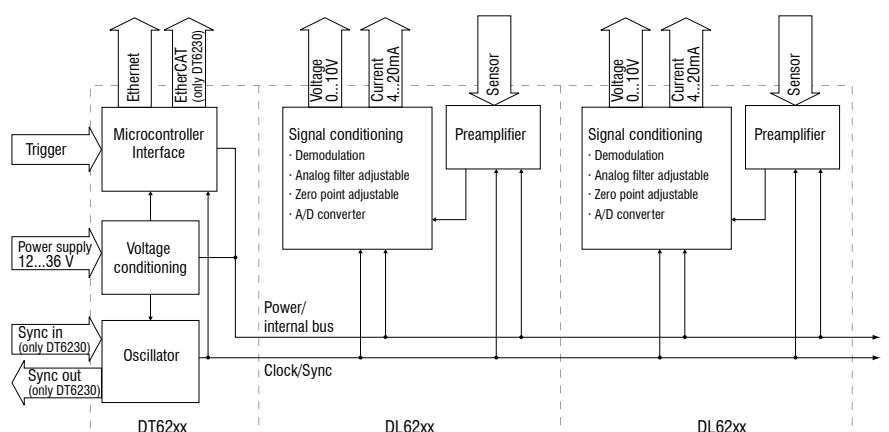 Ethernet
EtherCAT
(only DT6230)
Voltage
0...10V
Current
4...20mA
Sensor
Voltage
0...10V
Current
4...20mA
Sensor
Trigger
Microcontroller
Interface
Signal conditioning
· Demodulation
· Analog filter adjustable
· Zero point adjustable
· A/D converter
Preamplifier
Signal conditioning
· Demodulation
· Analog filter adjustable
· Zero point adjustable
· A/D converter
Preamplifier
Power supply
12...36 V
Voltage
conditioning
Power/
internal bus
Sync in
(only DT6230)
Oscillator
Clock/Sync
Sync out
(only DT6230)
DT62xx
DL62xx
DL62xx